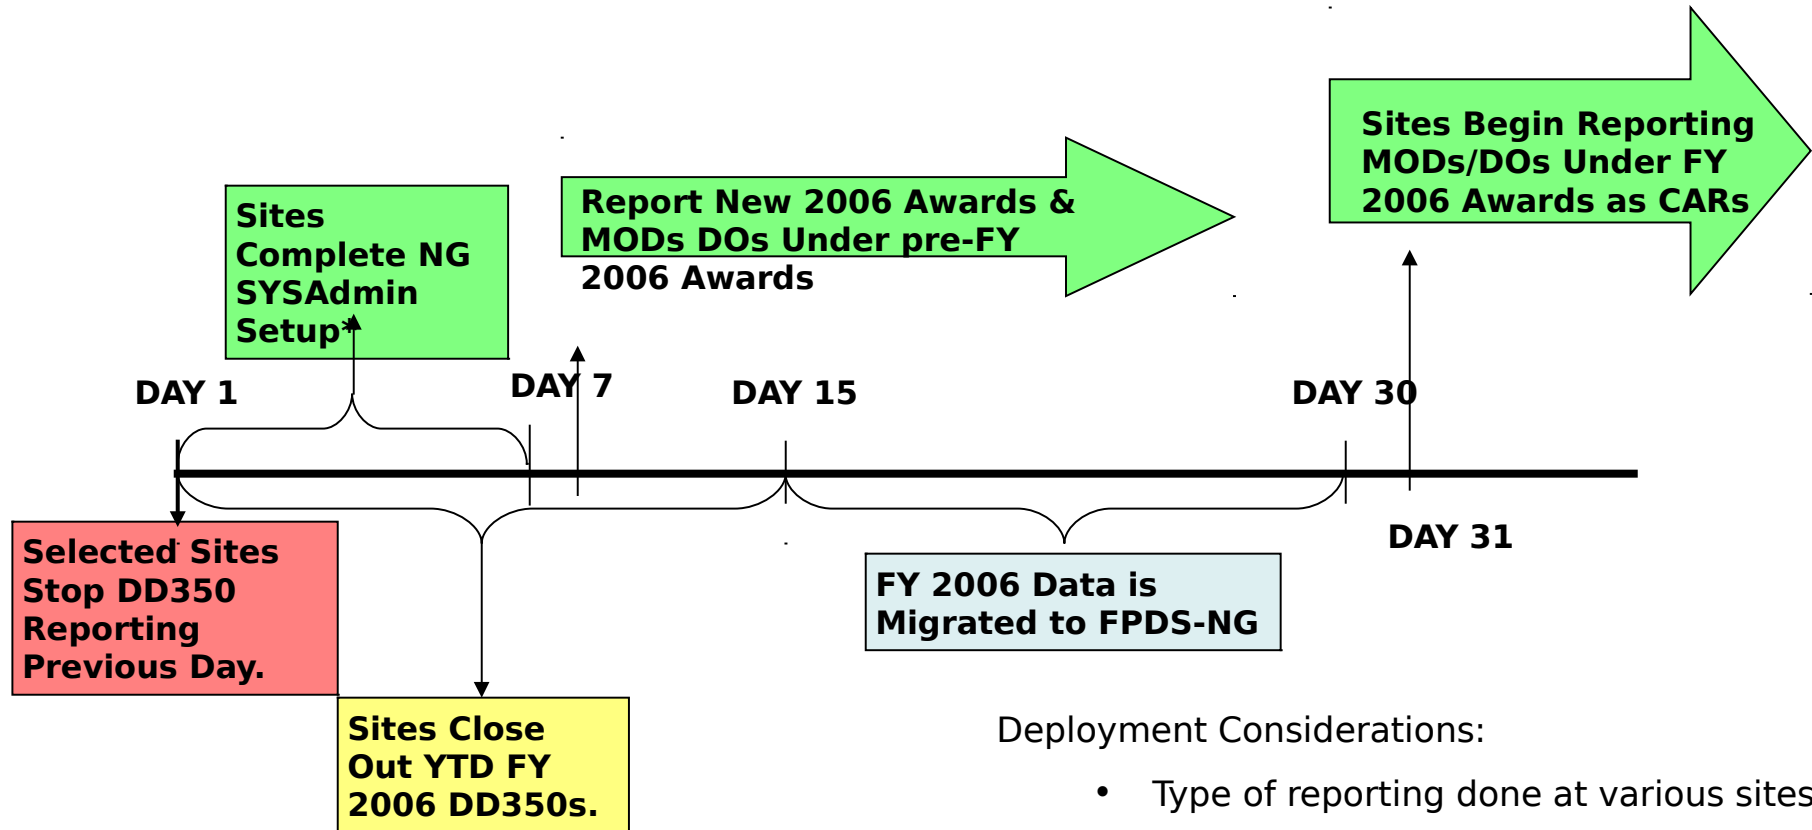 Sites Begin Reporting
MODs/DOs Under FY
2006 Awards as CARs
Report New 2006 Awards &
MODs DOs Under pre-FY
2006 Awards
Sites
Complete NG
SYSAdmin
Setup*
DAY 1
DAY 7
DAY 15
DAY 30
DAY 31
Selected Sites
Stop DD350
Reporting
Previous Day.
FY 2006 Data is
Migrated to FPDS-NG
Sites Close
Out YTD FY
2006 DD350s.
Deployment Considerations:
• Type of reporting done at various sites